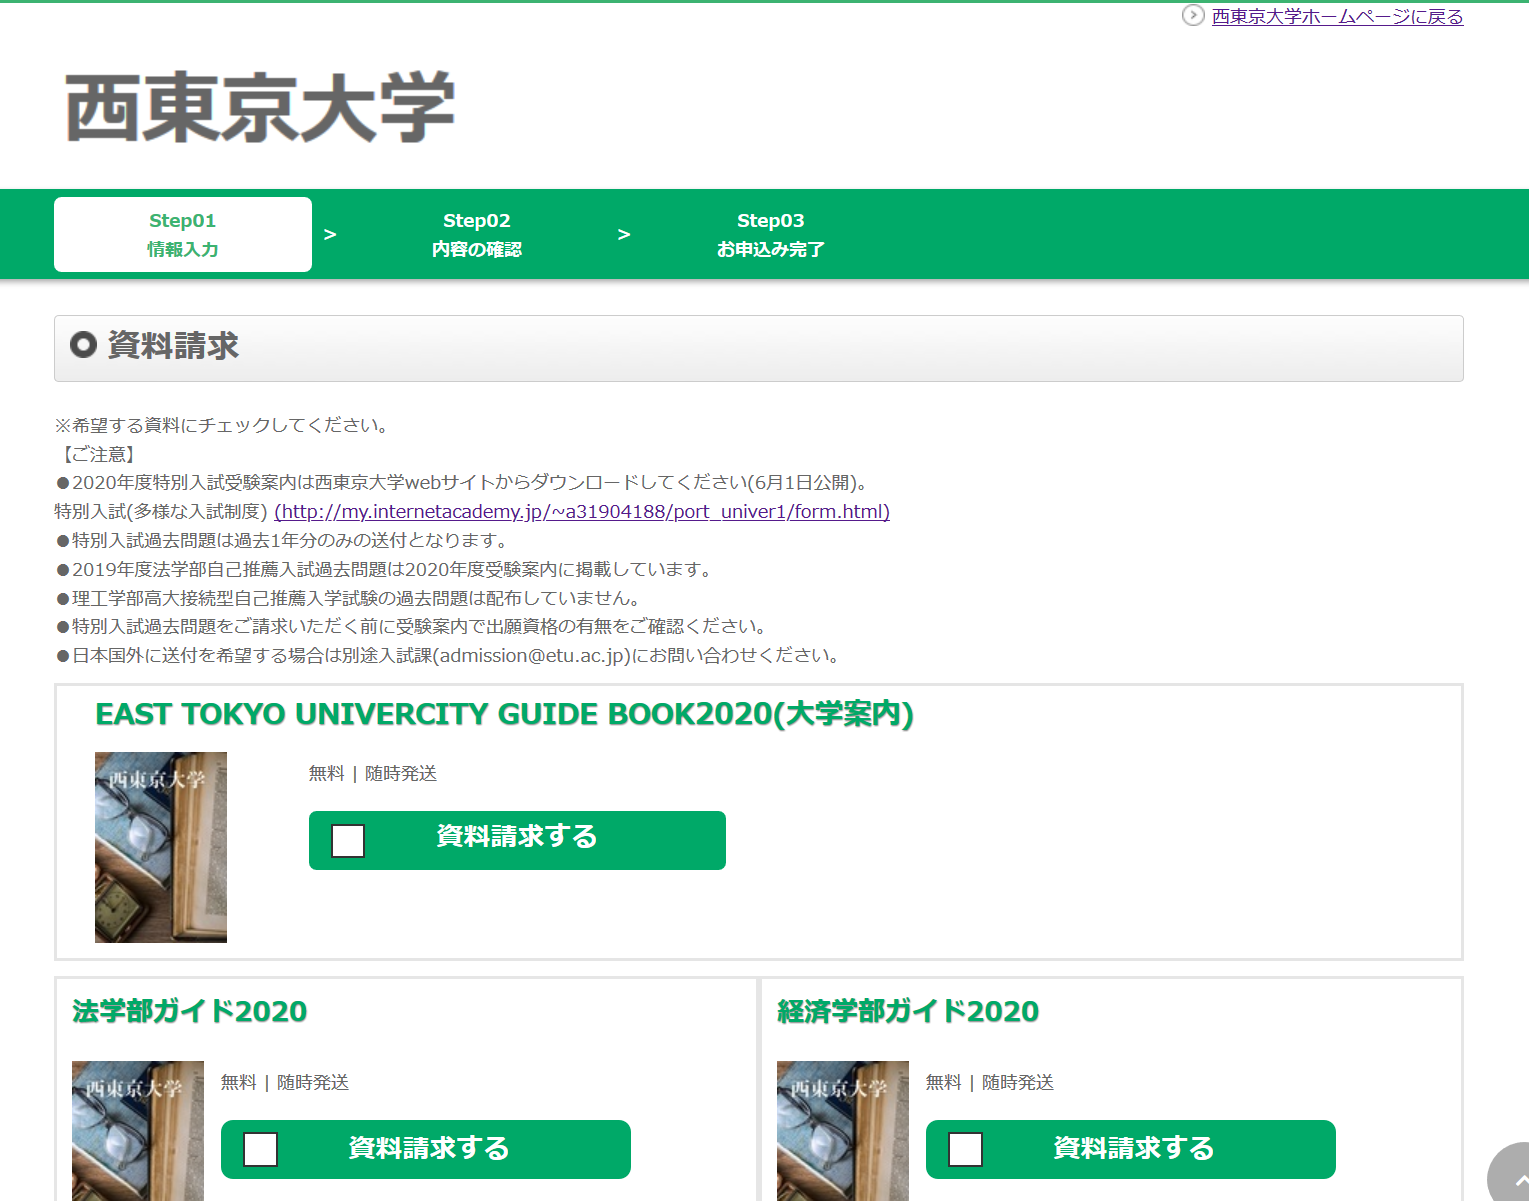 西東京大学ホームページに戻る
西東京大学
Step01
情報入力
>
Step02
内容の確認
>
Step03
お申込み完了
資料請求
※希望する資料にチェックしてください。
【ご注意】
●2020年度特別入試受験案内は西東京大学webサイトからダウンロードしてください(6月1日公開)。
特別入試(多様な入試制度) (http://my.internetacademy.jp/~a31904188/port_univer1/form.html)
●特別入試過去問題は過去1年分のみの送付となります。
●2019年度法学部自己推薦入試過去問題は2020年度受験案内に掲載しています。
●理工学部高大接続型自己推薦入学試験の過去問題は配布していません。
●特別入試過去問題をご請求いただく前に受験案内で出願資格の有無をご確認ください。
●日本国外に送付を希望する場合は別途入試課(admission@etu.ac.jp)にお問い合わせください。
EAST TOKYO UNIVERCITY GUIDE BOOK2020(大学案内)
西東京大学
無料 | 随時発送
資料請求する
法学部ガイド2020
西東京大学
無料 | 随時発送
資料請求する
経済学部ガイド2020
西東京大学
無料 | 随時発送
資料請求する